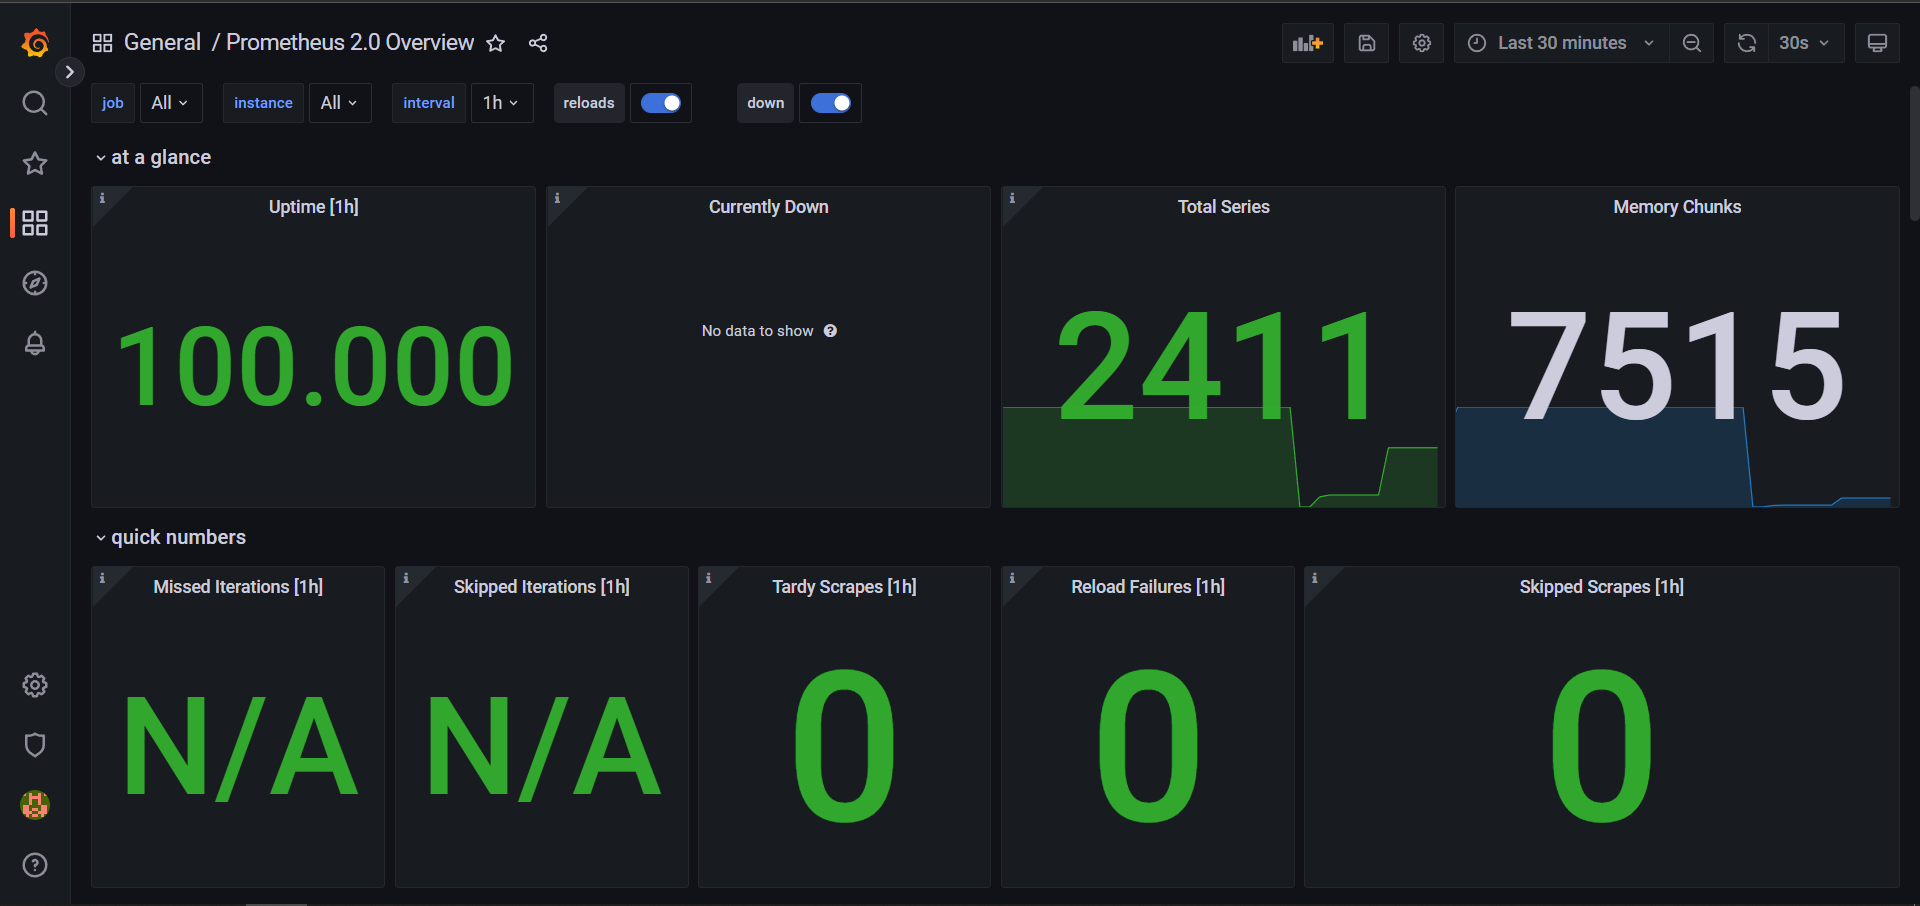 General / Prometheus 2.0 Overview
Last 30 minutes
30s
job
All
instance
All
interval
1h
reloads
down
at a glance
Uptime [1h]
Currently Down
Total Series
Memory Chunks
100.000
No data to show
2411
7515
quick numbers
Missed Iterations [1h]
Skipped Iterations [1h]
Tardy Scrapes [1h]
Reload Failures [1h]
Skipped Scrapes [1h]
N/A
N/A
0
0
0